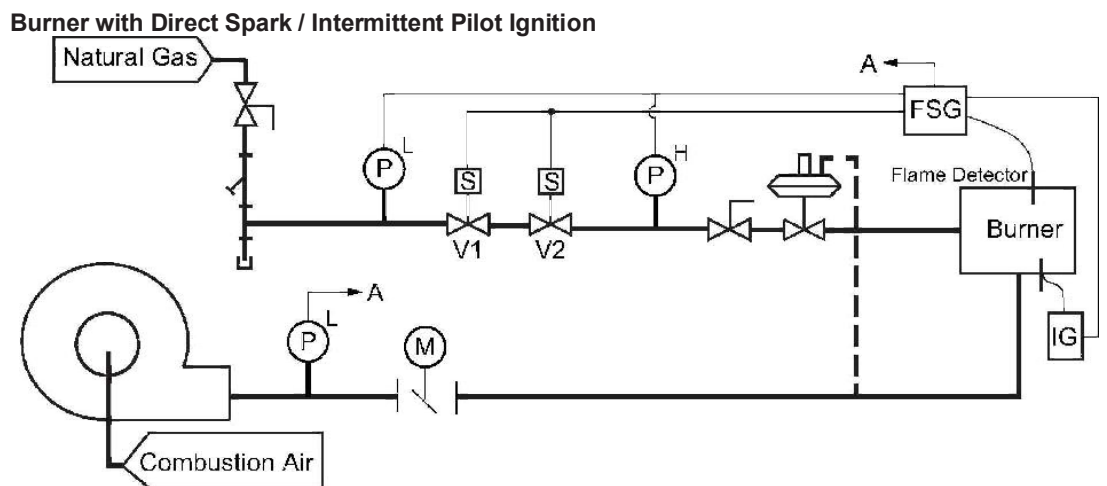 Burner with Direct Spark / Intermittent Pilot Ignition
Natural Gas
A
FSG
P L
S
S
P H
Flame Detector
V1
V2
Burner
A
P L
M
IG
Combustion Air